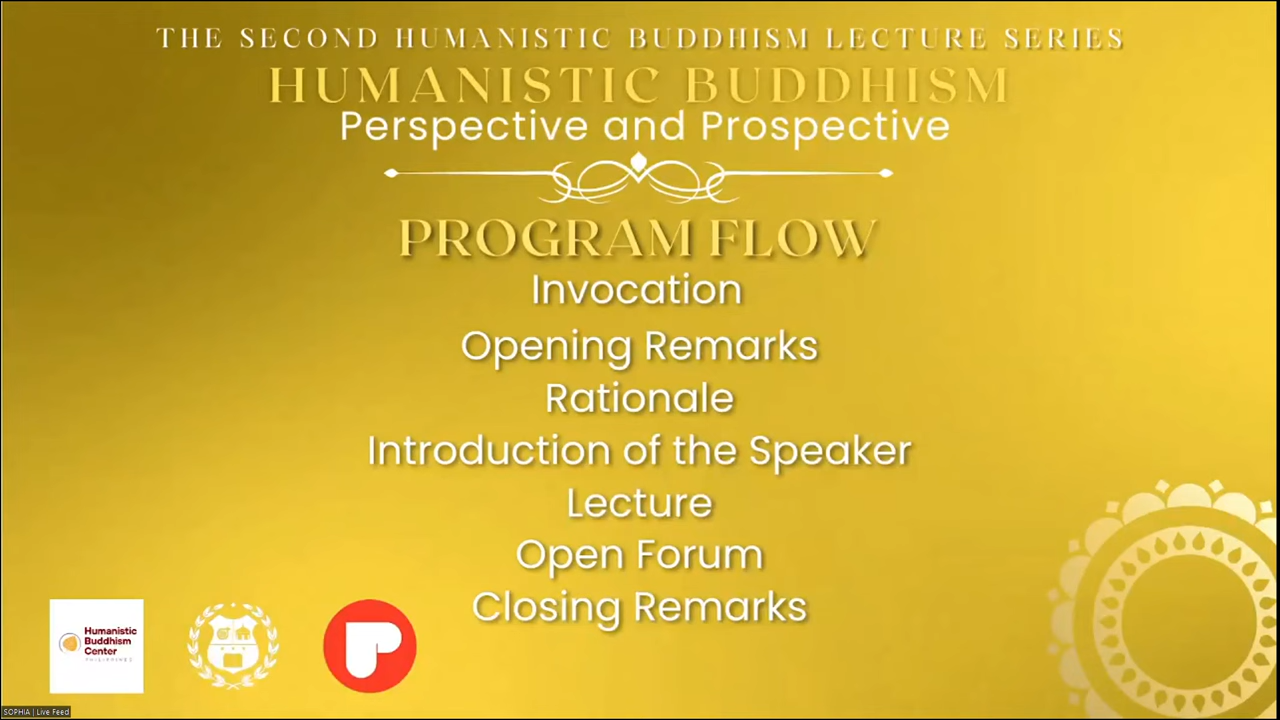 THE SECOND HUMANISTIC BUDDHISM LECTURE SERIES
HUMANISTIC BUDDHISM
Perspective and Prospective
PROGRAM FLOW
Invocation
Opening Remarks
Rationale
Introduction of the Speaker
Lecture
Open Forum
Closing Remarks
Humanistic
Buddhism
Center
PHILIPPINES
SOPHIA | Live Feed